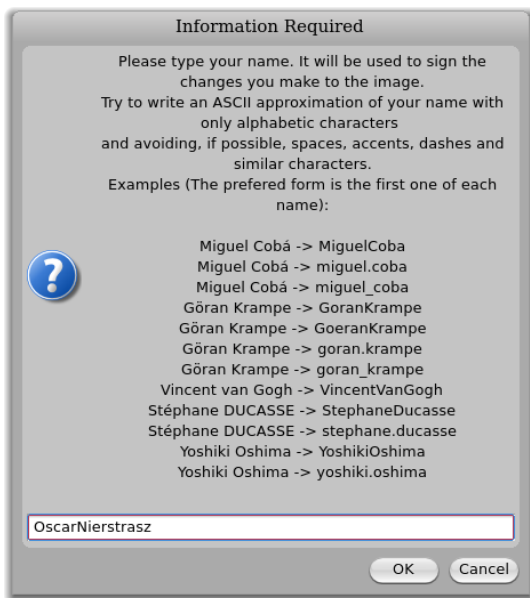 Information Required
Please type your name. It will be used to sign the
changes you make to the image.
Try to write an ASCII approximation of your name with
only alphabetic characters
and avoiding, if possible, spaces, accents, dashes and
similar characters.
Examples (The prefered form is the first one of each
name):
Miguel Cobá -> MiguelCoba
Miguel Cobá -> miguel.coba
Miguel Cobá -> miguel_coba
Göran Krampe -> GoranKrampe
Göran Krampe -> GoeranKrampe
Göran Krampe -> goran.krampe
Göran Krampe -> goran_krampe
Vincent van Gogh -> VincentVanGogh
Stéphane DUCASSE -> StephaneDucasse
Stéphane DUCASSE -> stephane.ducasse
Yoshiki Oshima -> YoshikiOshima
Yoshiki Oshima -> yoshiki.oshima
OscarNierstrasz
OK Cancel